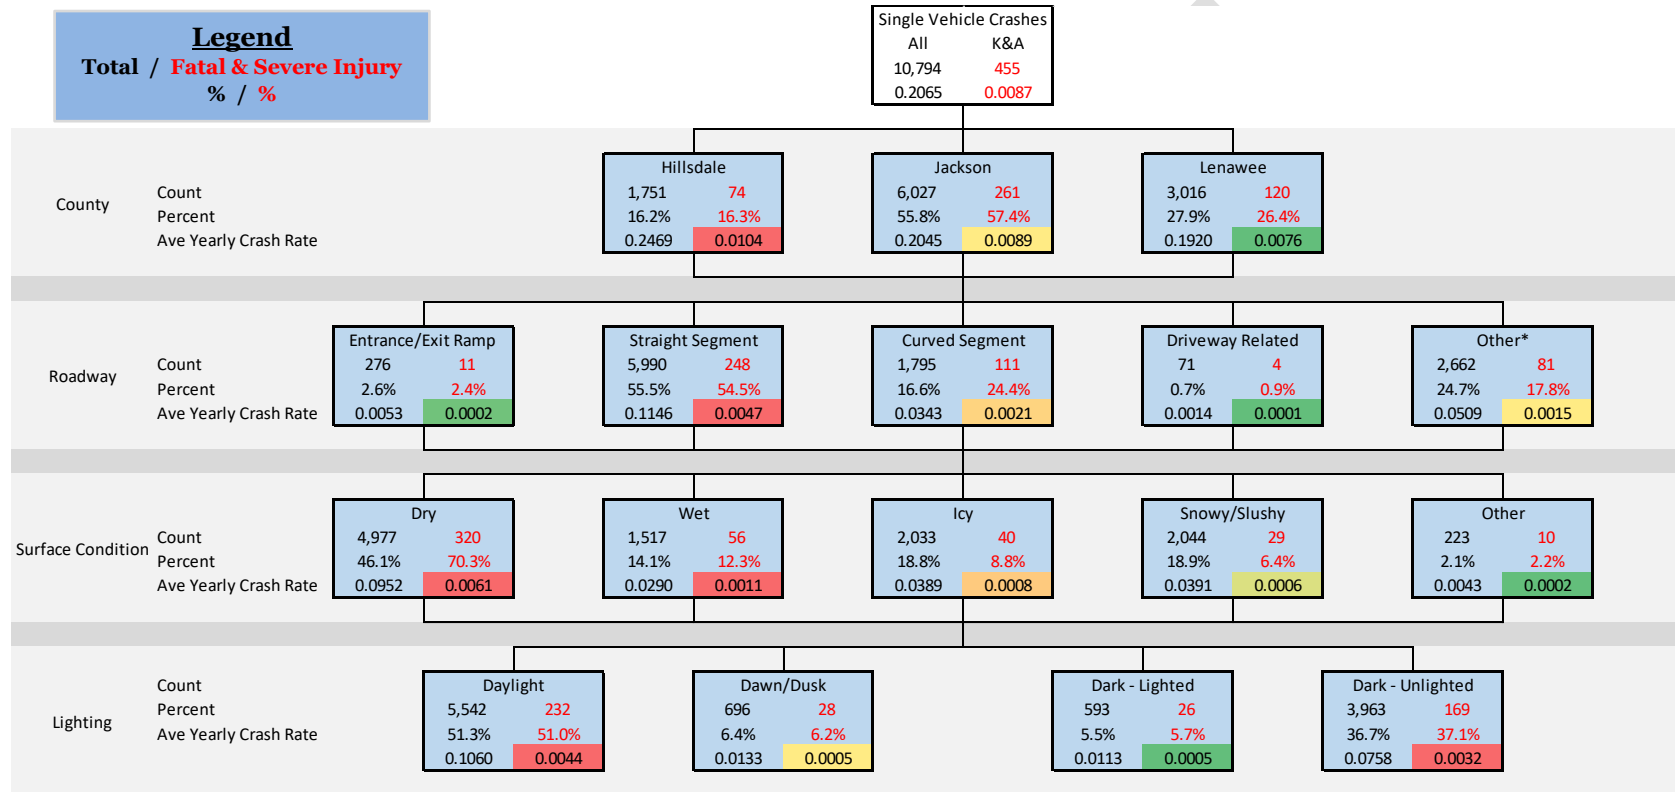 Legend
Total / Fatal & Severe Injury
% / %
Single Vehicle Crashes
All K&A
10,794 455
0.2065 0.0087
Hillsdale Jackson Lenawee
County
Count 1,751 74 6,027 261 3,016 120
Percent 16.2% 16.3% 55.8% 57.4% 27.9% 26.4%
Ave Yearly Crash Rate 0.2469 0.0104 0.2045 0.0089 0.1920 0.0076
Entrance/Exit Ramp Straight Segment Curved Segment Driveway Related Other*
Roadway
Count 276 11 5,990 248 1,795 111 71 4 2,662 81
Percent 2.6% 2.4% 55.5% 54.5% 16.6% 24.4% 0.7% 0.9% 24.7% 17.8%
Ave Yearly Crash Rate 0.0053 0.0002 0.1146 0.0047 0.0343 0.0021 0.0014 0.0001 0.0509 0.0015
Dry Wet Icy Snowy/Slushy Other
Surface Condition
Count 4,977 320 1,517 56 2,033 40 2,044 29 223 10
Percent 46.1% 70.3% 14.1% 12.3% 18.8% 8.8% 18.9% 6.4% 2.1% 2.2%
Ave Yearly Crash Rate 0.0952 0.0061 0.0290 0.0011 0.0389 0.0008 0.0391 0.0006 0.0043 0.0002
Lighting
Count Daylight Dawn/Dusk Dark - Lighted Dark - Unlighted
Percent 5,542 232 696 28 593 26 3,963 169
Ave Yearly Crash Rate 51.3% 51.0% 6.4% 6.2% 5.5% 5.7% 36.7% 37.1%
0.1060 0.0044 0.0133 0.0005 0.0113 0.0005 0.0758 0.0032